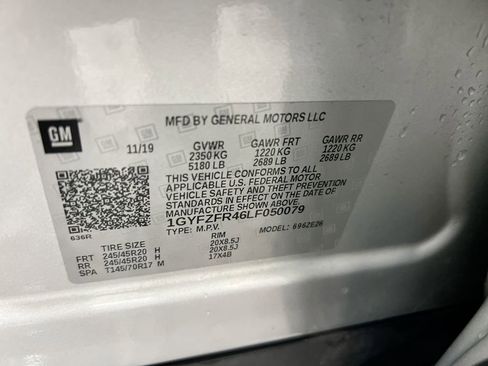 GM
MFD BY GENERAL MOTORS LLC
11/19 GVWR GAWR FRT GAWR RR
2350 KG 1220 KG 1220 KG
5180 LB 2689 LB 2689 LB
THIS VEHICLE CONFORMS TO ALL
APPLICABLE U.S. FEDERAL MOTOR
VEHICLE SAFETY AND THEFT PREVENTION
STANDARDS IN EFFECT ON THE DATE OF
MANUFACTURE SHOWN ABOVE.
1GYFZFR46LF050079
636R TYPE: M.P.V. MODEL: 6962E26
TIRE SIZE RIM
FRT 245/45R20 H 20X8.5J
RR 245/45R20 H 20X8.5J
SPA T145/70R17 M 17X4B